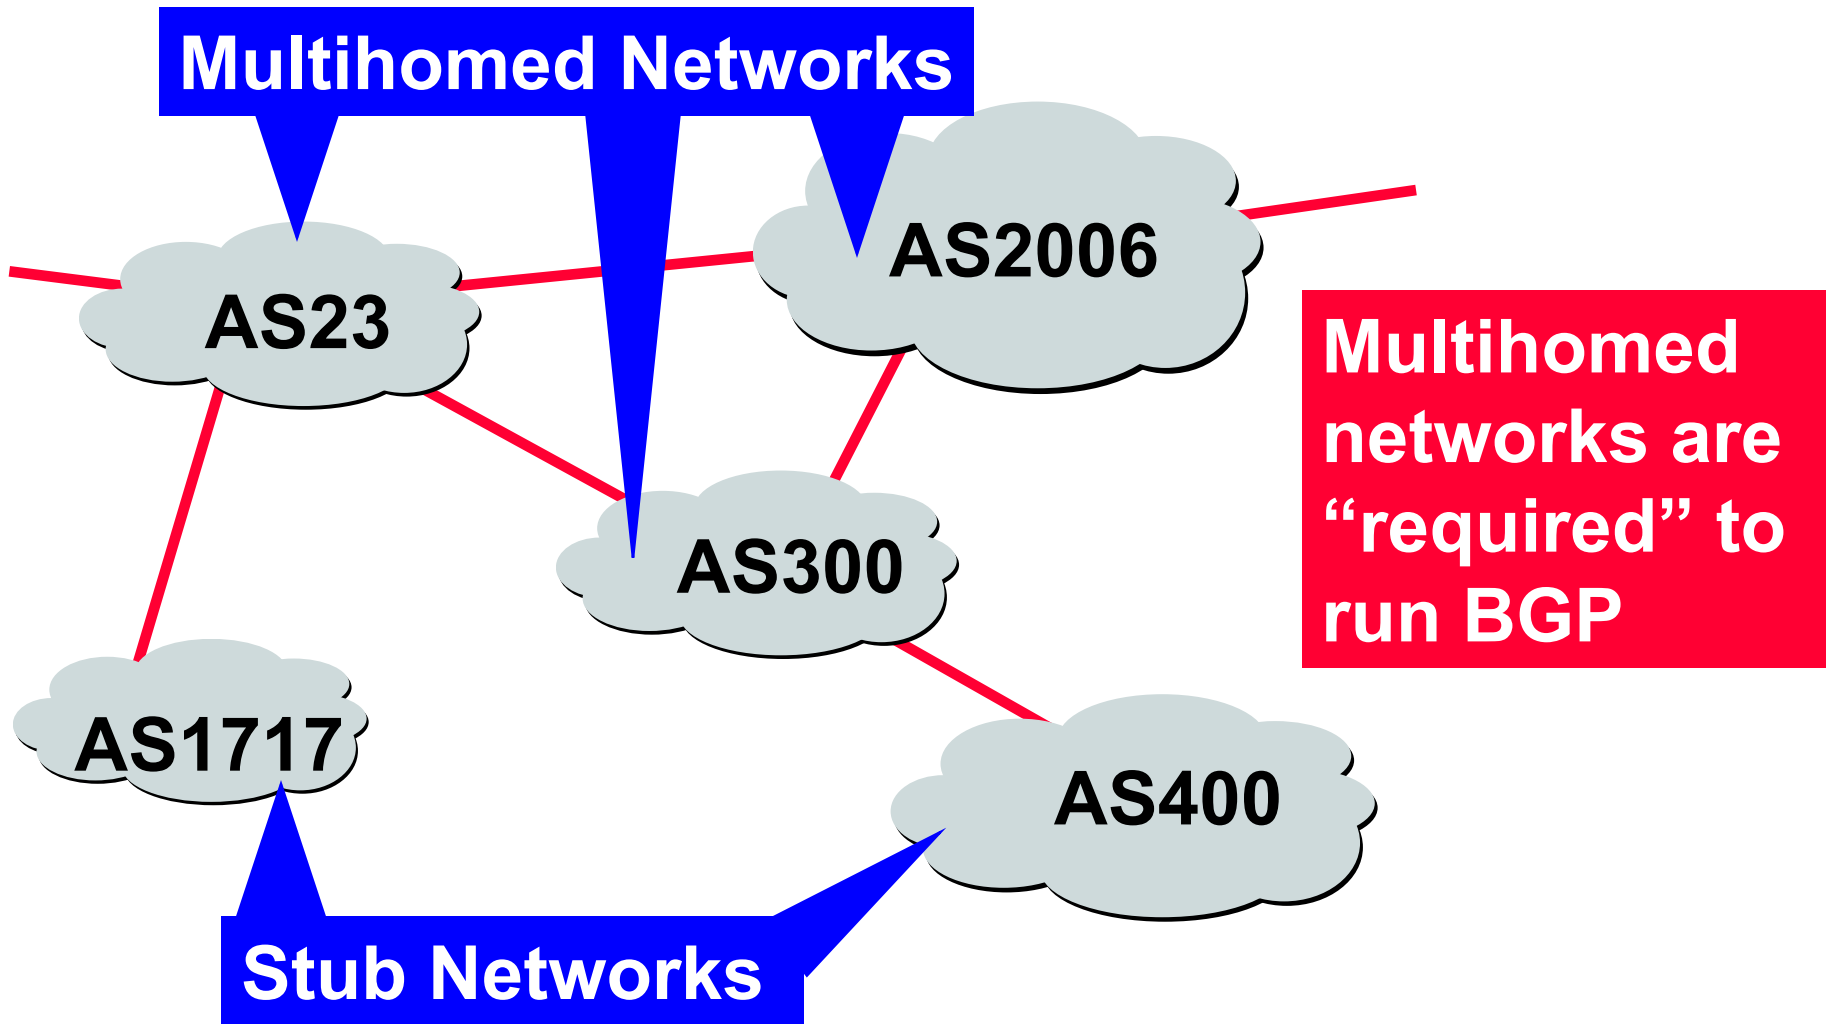 Multihomed Networks
AS2006
AS23
Multihomed
networks are
“required” to
run BGP
AS300
AS1717
AS400
Stub Networks